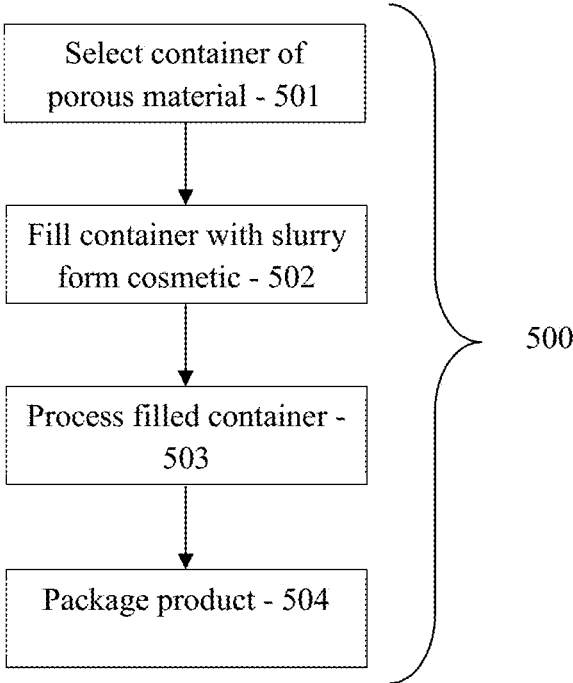 Select container of
porous material - 501
Fill container with slurry
form cosmetic - 502
500
Process filled container -
503
Package product - 504